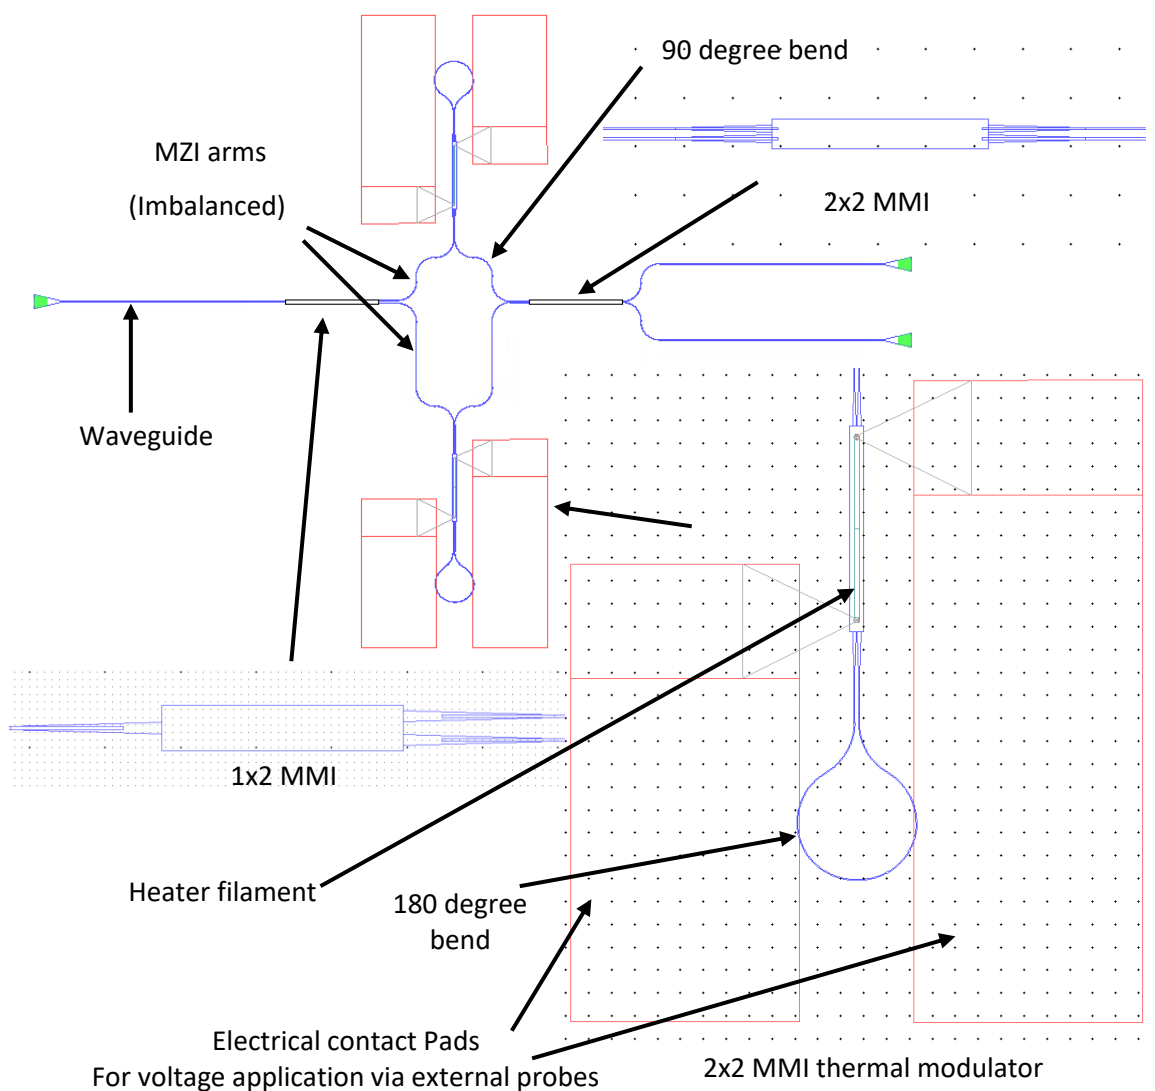 90 degree bend
MZI arms
(Imbalanced)
2x2 MMI
Waveguide
1x2 MMI
Heater filament
180 degree
bend
Electrical contact Pads
For voltage application via external probes
2x2 MMI thermal modulator